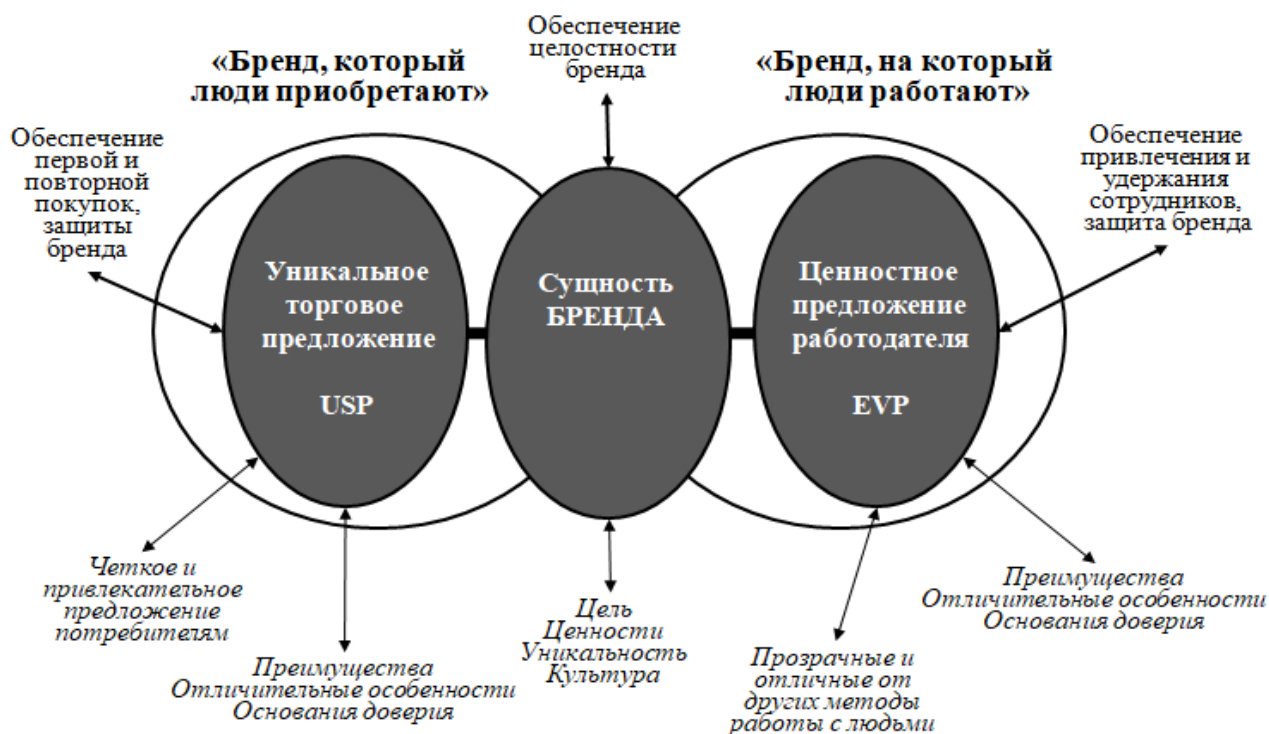 Обеспечение
целостности
бренда
«Бренд, который
люди приобретают»
«Бренд, на который
люди работают»
Обеспечение
первой и
повторной
покупок,
защиты
бренда
Обеспечение
привлечения и
удержания
сотрудников,
защита бренда
Уникальное
торговое
предложение
USP
Сущность
БРЕНДА
Ценностное
предложение
работодателя
EVP
Четкое и
привлекательное
предложение
потребителям
Преимущества
Отличительные особенности
Основания доверия
Цель
Ценности
Уникальность
Культура
Прозрачные и
отличные от
других методы
работы с людьми
Преимущества
Отличительные особенности
Основания доверия